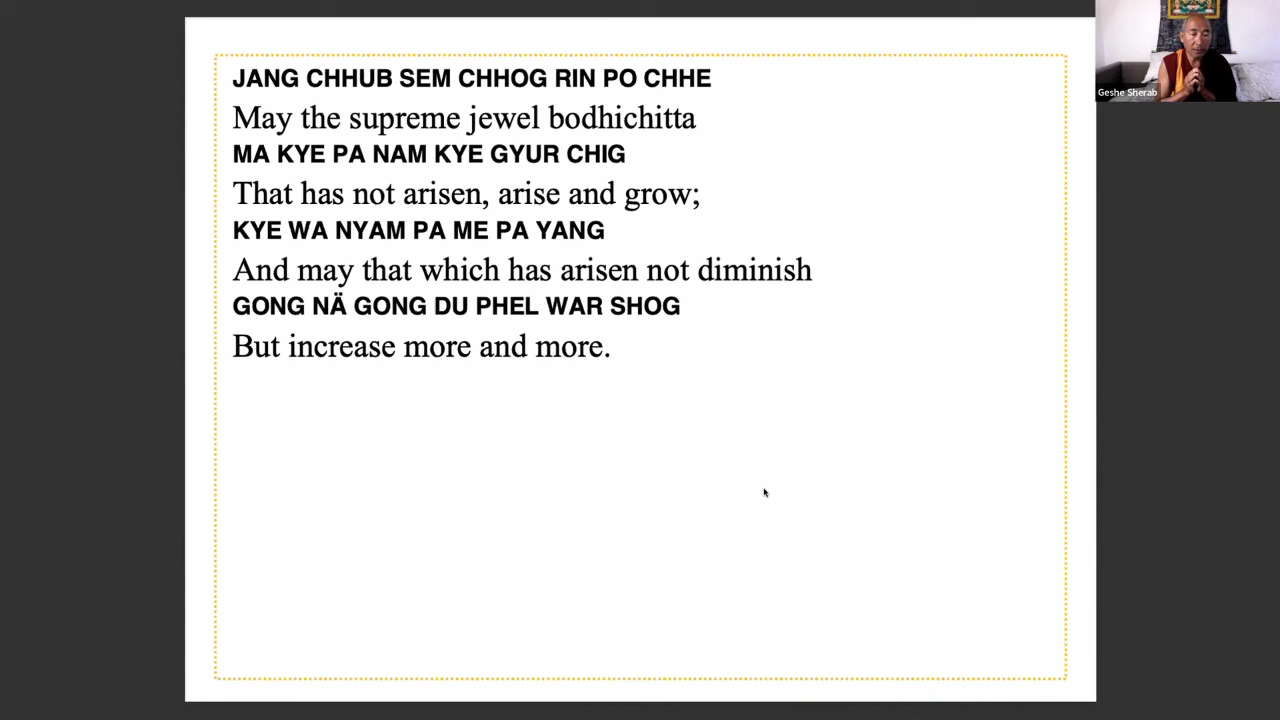 JANG CHHUB SEM CHHOG RIN PO CHHE
May the supreme jewel bodhichitta
MA KYE PA NAM KYE GYUR CHIG
That has not arisen, arise and grow;
KYE WA NYAM PA ME PA YANG
And may that which has arisen not diminish
GONG NÄ GONG DU PHEL WAR SHOG
But increase more and more.
Geshe Sherab